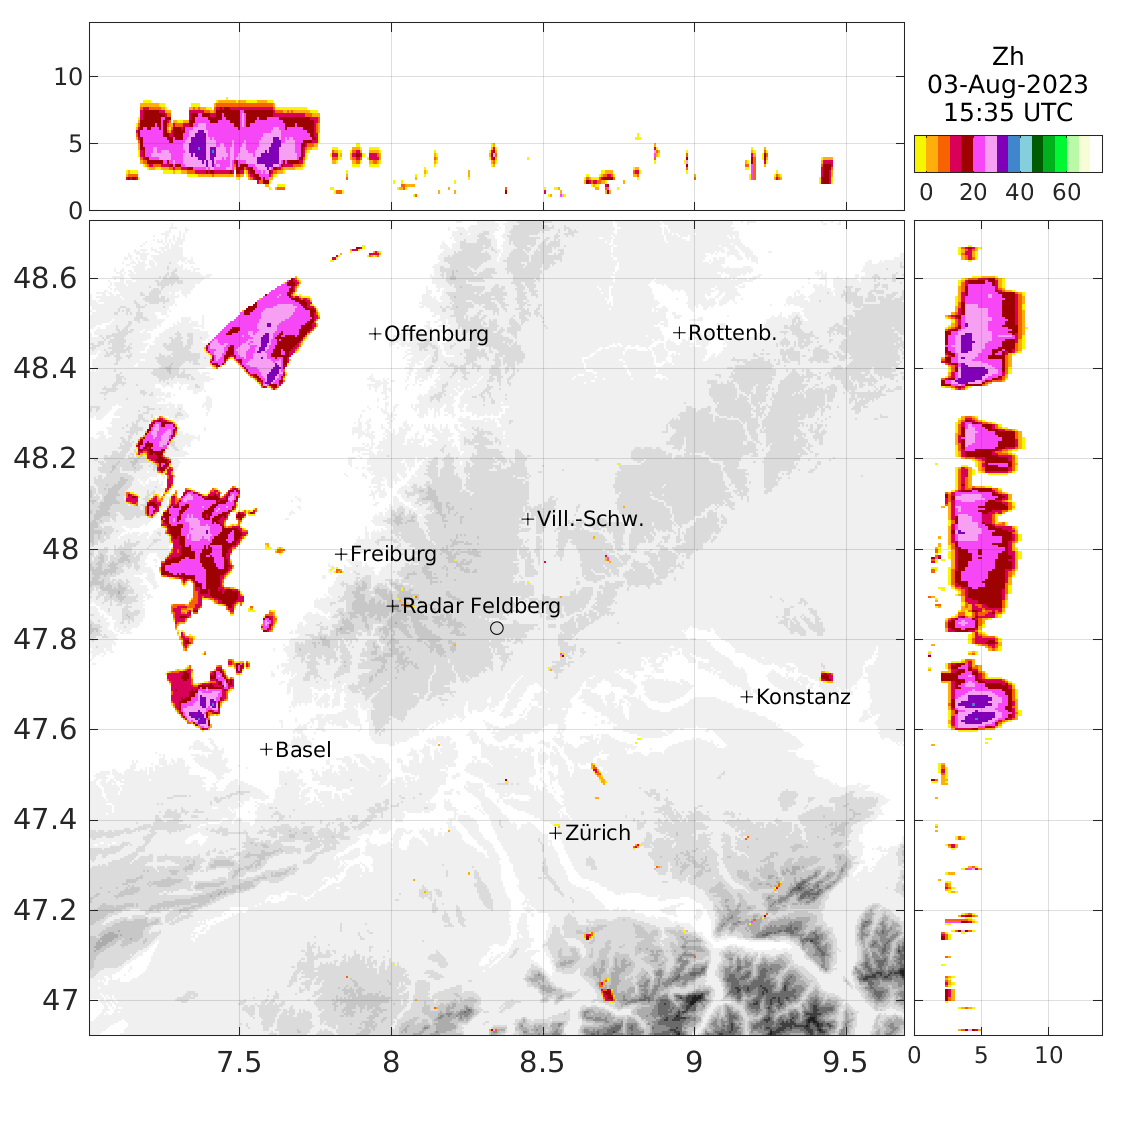 Zh
03-Aug-2023
15:35 UTC
0 20 40 60
10
5
0
48.6
48.4
48.2
48
47.8
47.6
47.4
47.2
47
Offenburg
Rottenb.
Vill.-Schw.
Freiburg
Radar Feldberg
Konstanz
Basel
Zürich
7.5 8 8.5 9 9.5
0 5 10